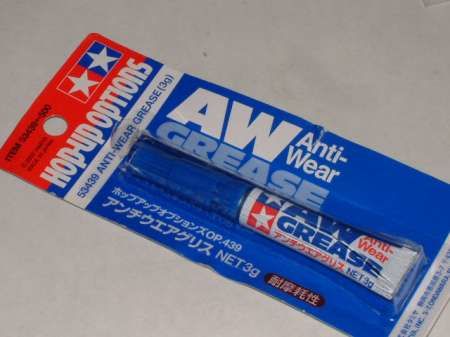 ITEM 53439-300
HOP-UP OPTIONS
53439 ANTI-WEAR GREASE (3g)
AW Anti-Wear
GREASE
ホップアップオプションズOP.439
アンチウエアグリス NET3g
耐摩耗性
AW Anti-Wear
GREASE
アンチウエアグリス NET3g